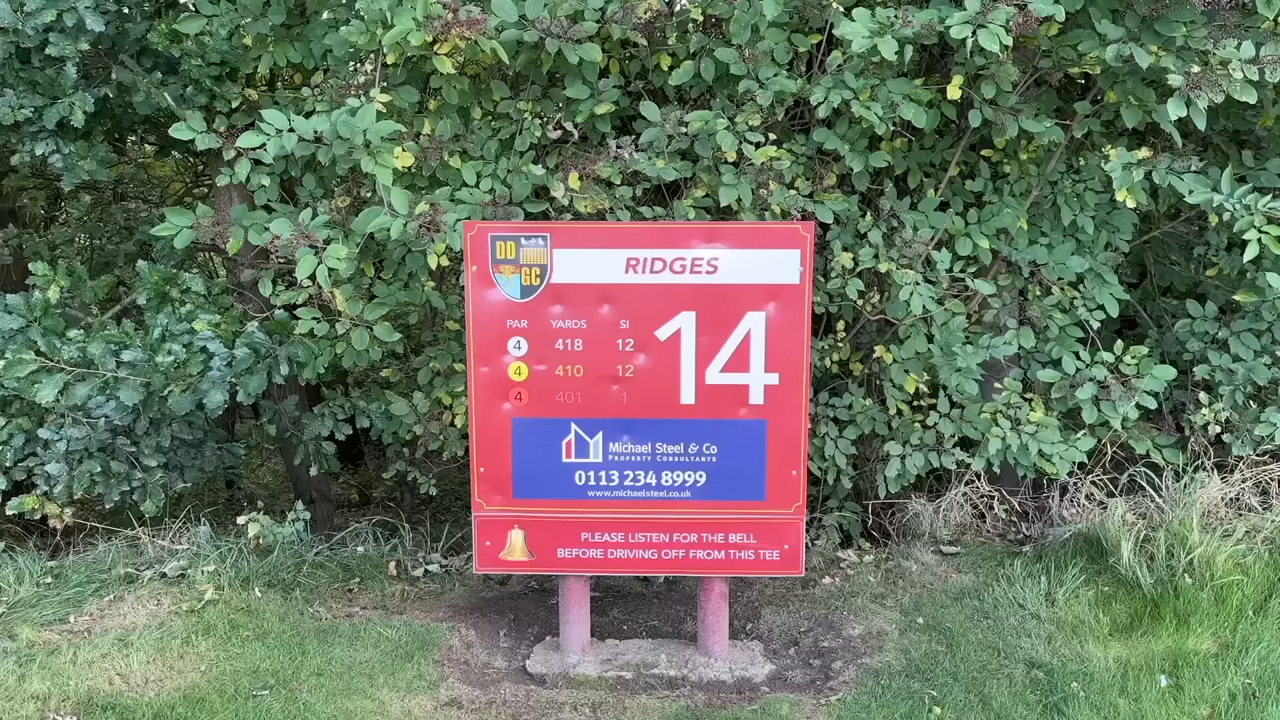 DD
GC
RIDGES
PAR YARDS SI
4 418 12
4 410 12
4 401 1
14
Michael Steel & Co
PROPERTY CONSULTANTS
0113 234 8999
www.michaelsteel.co.uk
PLEASE LISTEN FOR THE BELL
BEFORE DRIVING OFF FROM THIS TEE